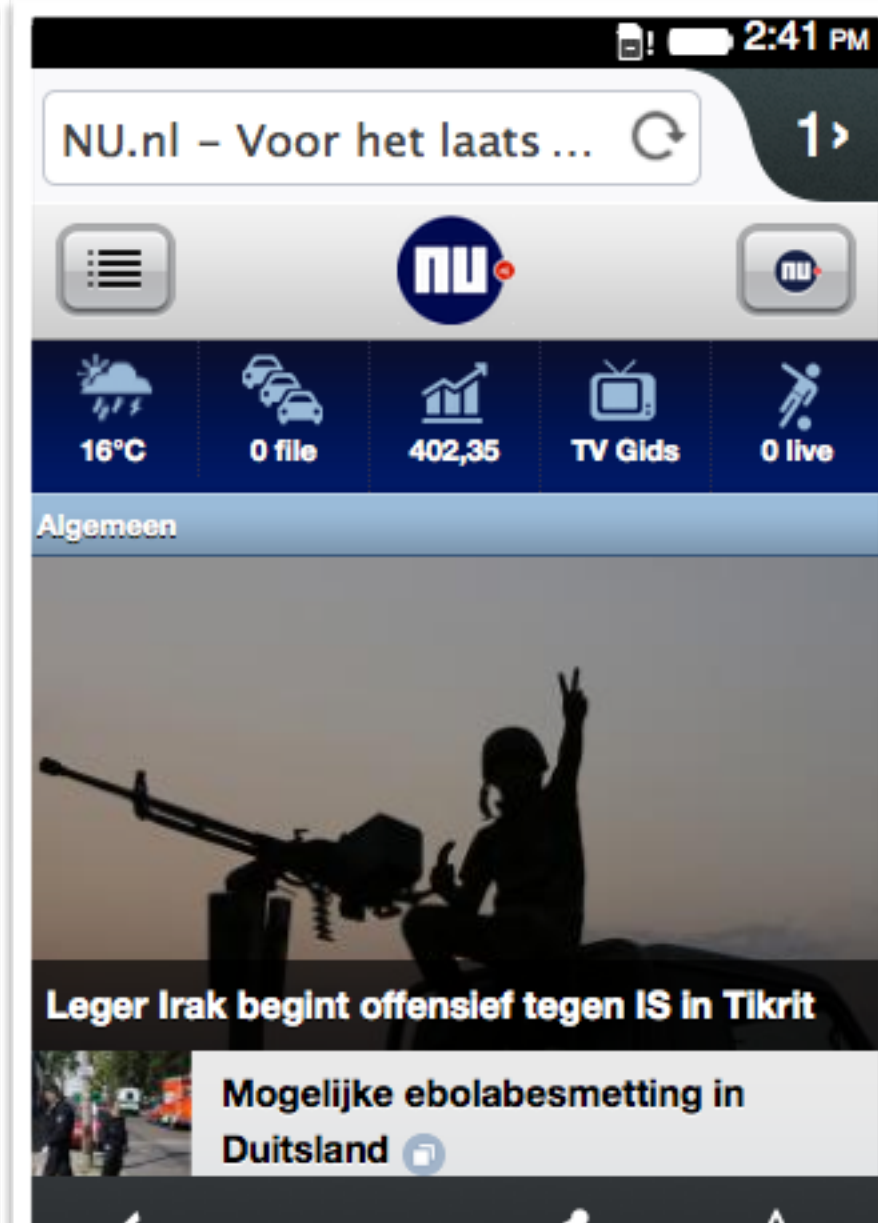 2:41 PM
NU.nl – Voor het laats ...
1›
nu
nu
16°C
0 file
402,35
TV Gids
0 live
Algemeen
Leger Irak begint offensief tegen IS in Tikrit
Mogelijke ebolabesmetting in
Duitsland